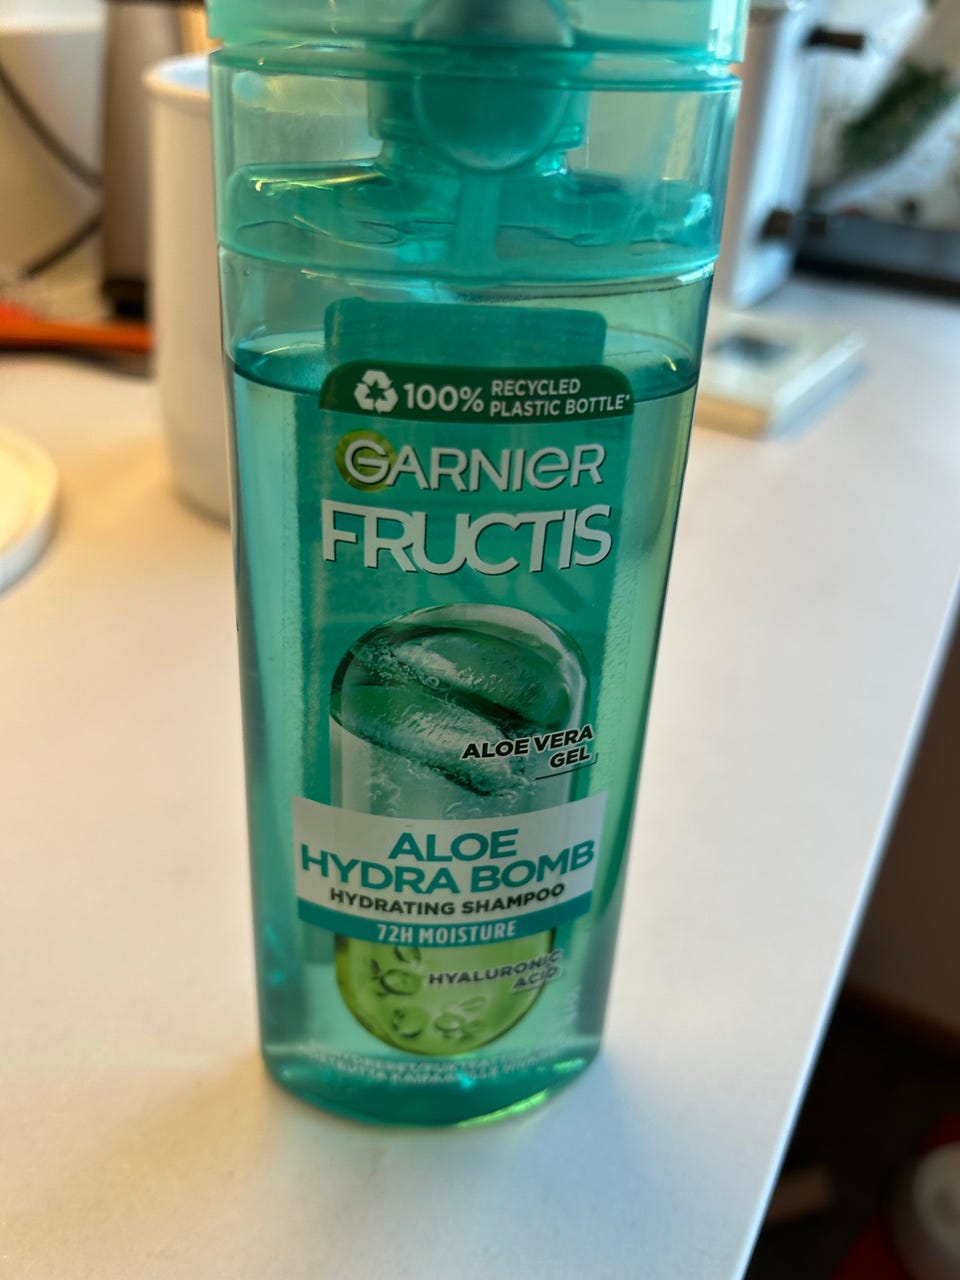 100% RECYCLED
PLASTIC BOTTLE*
GARNIER
FRUCTIS
ALOE VERA
GEL
ALOE
HYDRA BOMB
HYDRATING SHAMPOO
72H MOISTURE
HYALURONIC
ACID